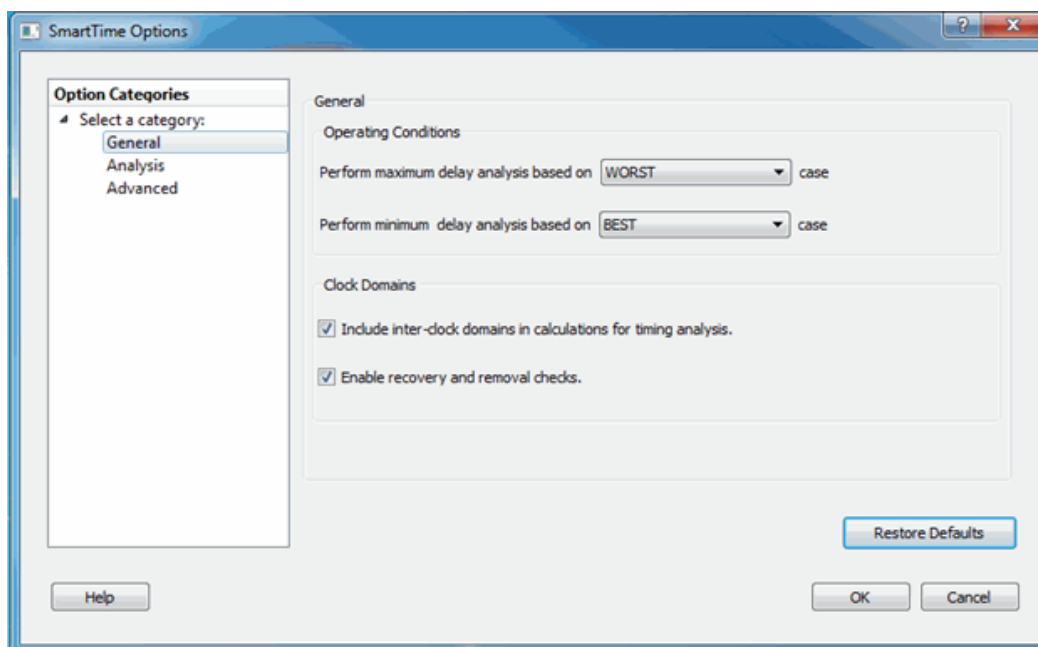 SmartTime Options
Option Categories
Select a category:
General
Analysis
Advanced
General
Operating Conditions
Perform maximum delay analysis based on WORST case
Perform minimum delay analysis based on BEST case
Clock Domains
Include inter-clock domains in calculations for timing analysis.
Enable recovery and removal checks.
Restore Defaults
Help OK Cancel